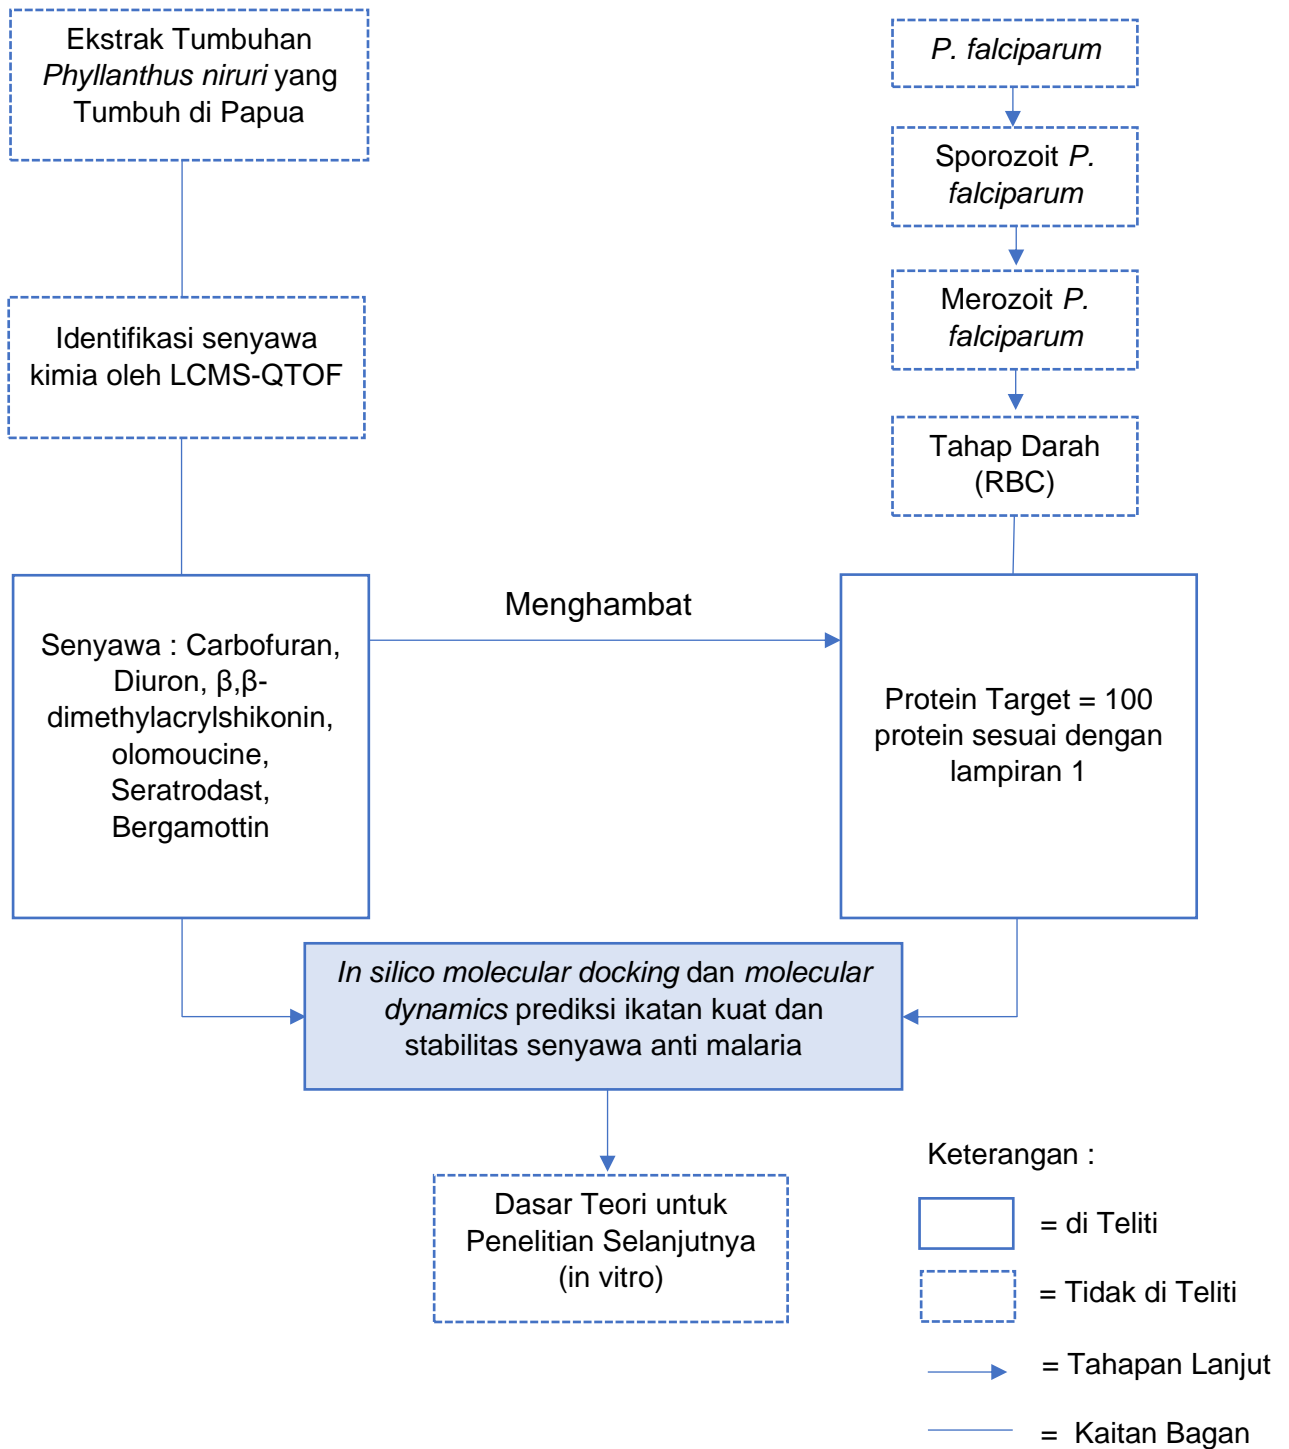 Ekstrak Tumbuhan
Phyllanthus niruri yang
Tumbuh di Papua
P. falciparum
Sporozoit P.
falciparum
Identifikasi senyawa
kimia oleh LCMS-QTOF
Merozoit P.
falciparum
Tahap Darah
(RBC)
Senyawa : Carbofuran,
Diuron, β,β-
dimethylacrylshikonin,
olomoucine,
Seratrodast,
Bergamottin
Menghambat
Protein Target = 100
protein sesuai dengan
lampiran 1
In silico molecular docking dan molecular
dynamics prediksi ikatan kuat dan
stabilitas senyawa anti malaria
Dasar Teori untuk
Penelitian Selanjutnya
(in vitro)
Keterangan :
= di Teliti
= Tidak di Teliti
= Tahapan Lanjut
= Kaitan Bagan